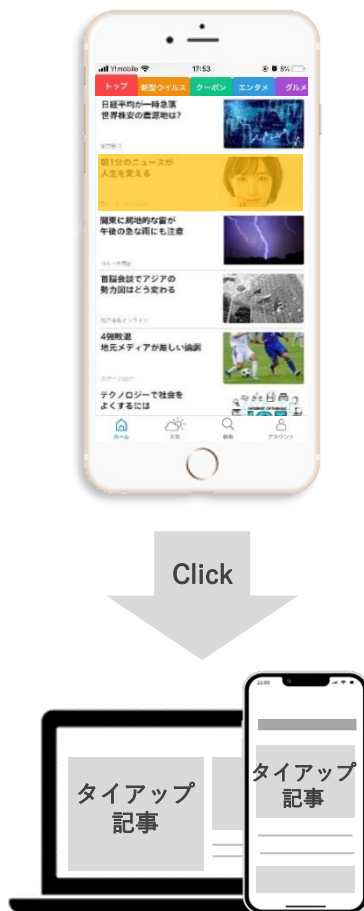 Y!mobile
17:53
8%
トップ
新型ウイルス
クーポン
エンタメ
グルメ
日経平均が一時急落
世界株安の震源地は?
朝1分のニュースが
人生を変える
関東に局地的な雷が
午後の急な雨にも注意
首脳会談でアジアの
勢力図はどう変わる
4強敗退
地元メディアが厳しい論調
テクノロジーで社会を
よくするには
INTERNET OF THINGS
ホーム
天気
検索
アカウント
Click
22:00
タイアップ
記事
タイアップ
記事